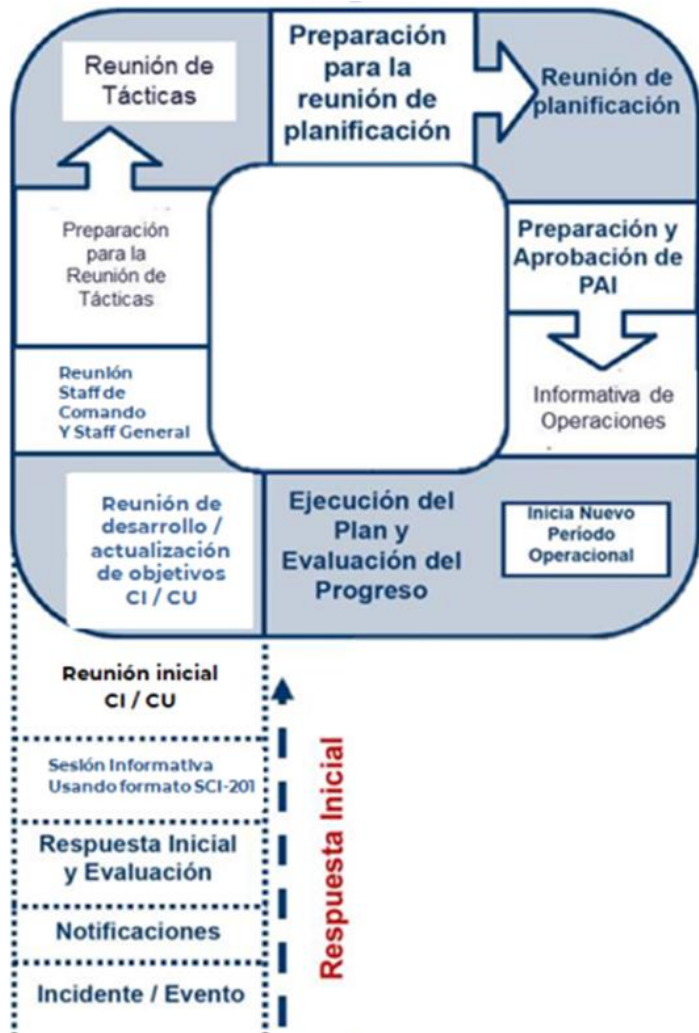 Reunión de
Tácticas
Preparación
para la
reunión de
planificación
Reunión de
planificación
Preparación
para la
Reunión de
Tácticas
Preparación y
Aprobación de
PAI
Reunión
Staff de
Comando
Y Staff General
Informativa de
Operaciones
Reunión de
desarrollo /
actualización
de objetivos
CI / CU
Ejecución del
Plan y
Evaluación del
Progreso
Inicia Nuevo
Período
Operacional
Reunión inicial
CI / CU
Sesión Informativa
Usando formato SCI-201
Respuesta Inicial
y Evaluación
Notificaciones
Incidente / Evento
Respuesta Inicial